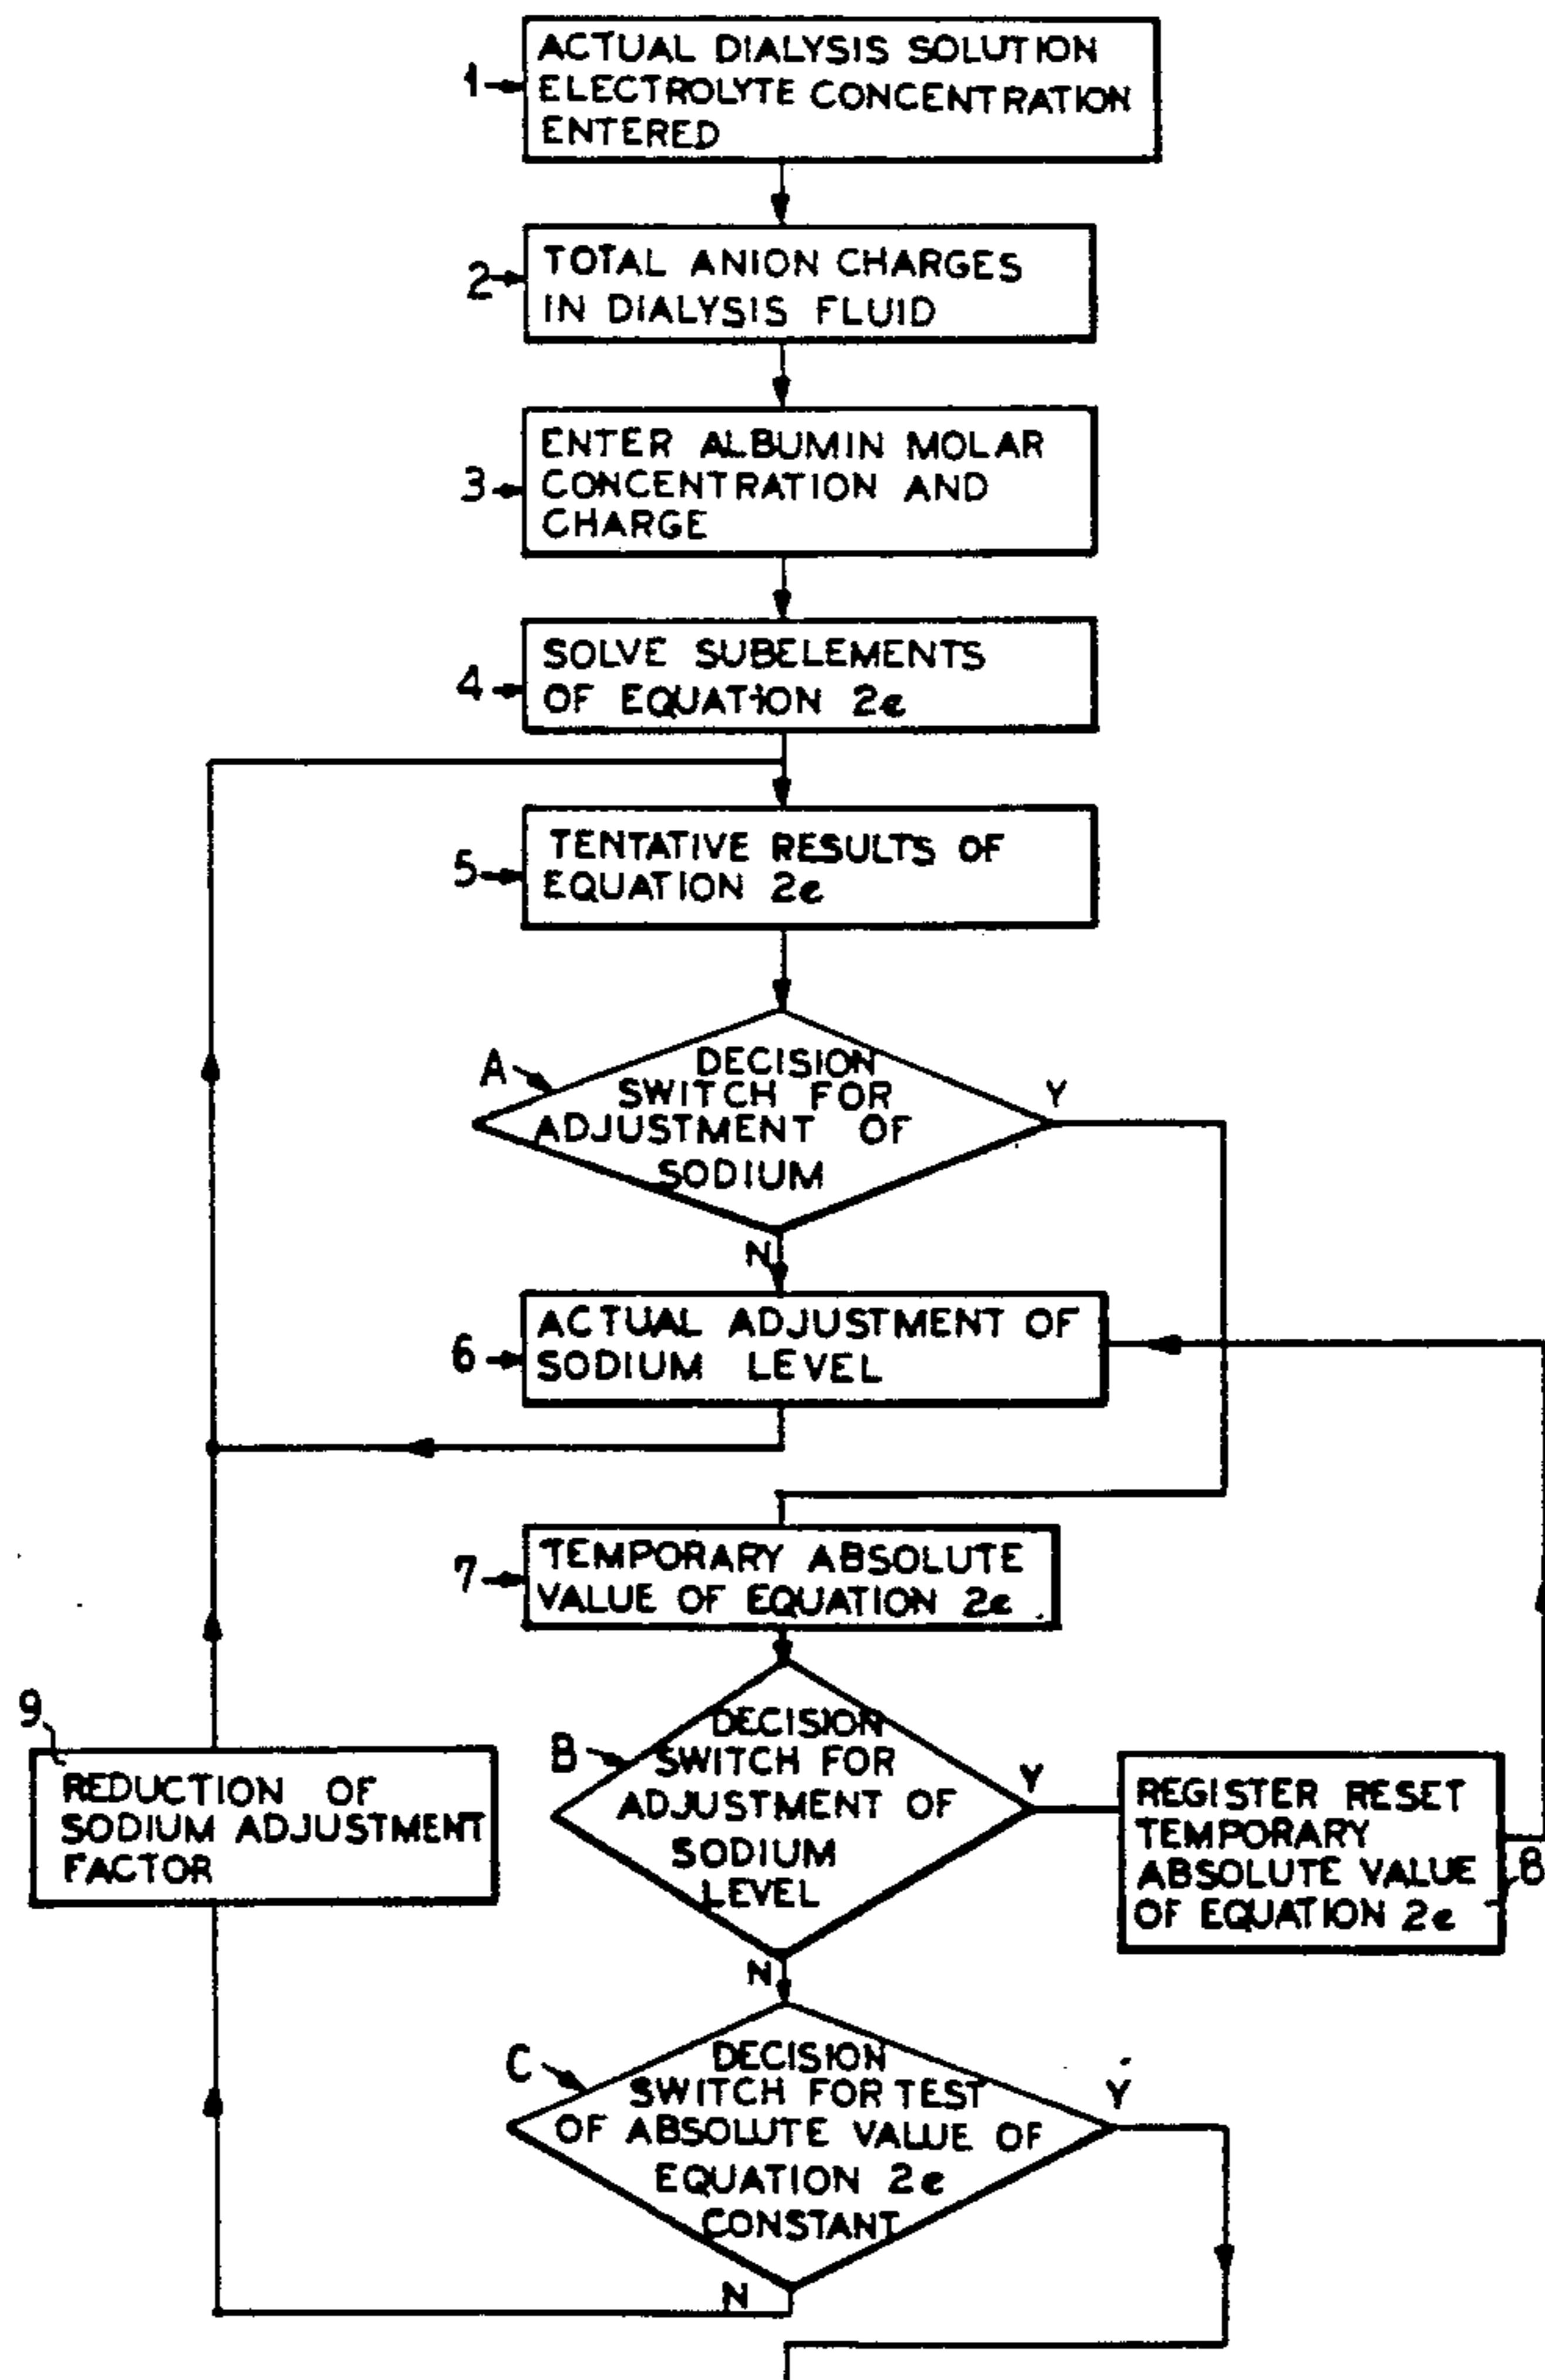 1
ACTUAL DIALYSIS SOLUTION
ELECTROLYTE CONCENTRATION
ENTERED
2
TOTAL ANION CHARGES
IN DIALYSIS FLUID
3
ENTER ALBUMIN MOLAR
CONCENTRATION AND
CHARGE
4
SOLVE SUBELEMENTS
OF EQUATION 2e
5
TENTATIVE RESULTS OF
EQUATION 2e
A
DECISION
SWITCH FOR
ADJUSTMENT OF
SODIUM
Y
N
6
ACTUAL ADJUSTMENT OF
SODIUM LEVEL
7
TEMPORARY ABSOLUTE
VALUE OF EQUATION 2e
B
DECISION
SWITCH FOR
ADJUSTMENT OF
SODIUM
LEVEL
Y
N
REGISTER RESET
TEMPORARY
ABSOLUTE VALUE
OF EQUATION 2e
8
9
REDUCTION OF
SODIUM ADJUSTMENT
FACTOR
C
DECISION
SWITCH FOR TEST
OF ABSOLUTE VALUE OF
EQUATION 2e
CONSTANT
Y
N